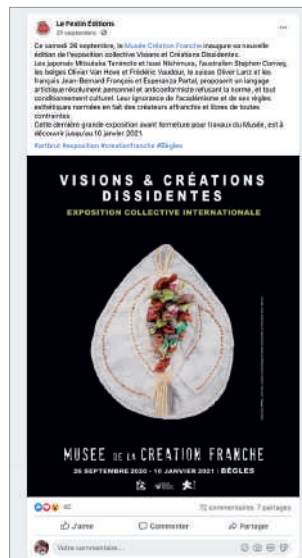 Le Festin Éditions
Ce samedi 26 septembre, le Musée Création Franche inaugure sa nouvelle
édition de l'exposition collective Visions et Créations Dissidentes.
Les japonais Mitsutaka Tanimoto et Issei Nishimura, l'australien Stephen Convey,
les belges Olivier Van Hove et Frédéric Vaudour, le suisse Oliver Lanz et les
français Jean-Bernard François et Esperanza Partal, proposent un langage
artistique résolument personnel et anticonformiste refusant la norme, et tout
conditionnement culturel. Leur ignorance de l'académisme et de ses règles
esthétiques normées en fait des créateurs affranchis et libres de toutes
contraintes.
Cette dernière grande exposition avant fermeture pour travaux du Musée, est à
découvrir jusqu'au 10 janvier 2021.
#artbrut #exposition #creationfranche #Bègles
VISIONS & CRÉATIONS
DISSIDENTES
EXPOSITION COLLECTIVE INTERNATIONALE
MUSEE DE LA CREATION FRANCHE
26 SEPTEMBRE 2020 - 10 JANVIER 2021 | BÈGLES
72 commentaires 7 partages
J'aime
Commenter
Partager
Votre commentaire...